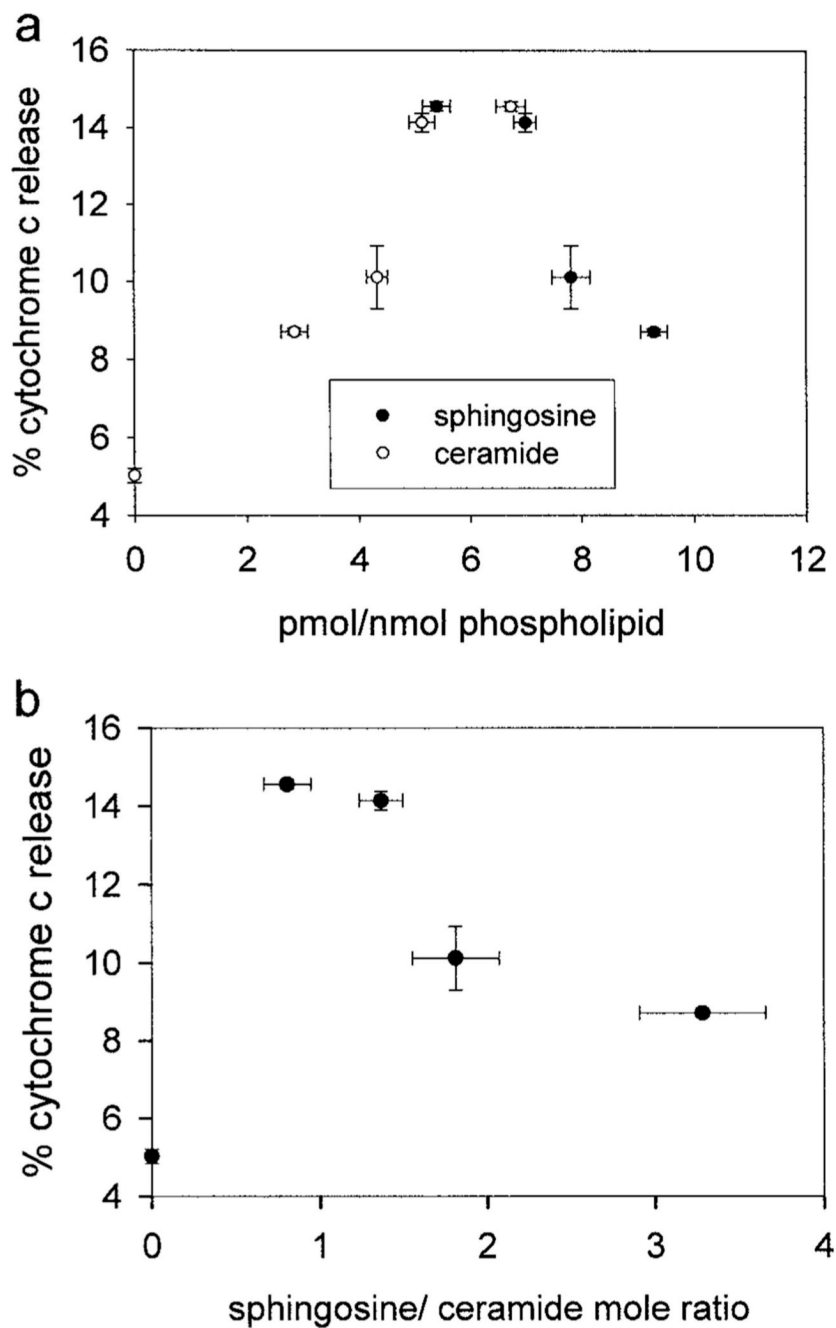 a
% cytochrome c release
16
14
12
10
8
6
4
sphingosine
ceramide
0 2 4 6 8 10 12
pmol/nmol phospholipid
b
% cytochrome c release
16
14
12
10
8
6
4
0 1 2 3 4
sphingosine/ ceramide mole ratio